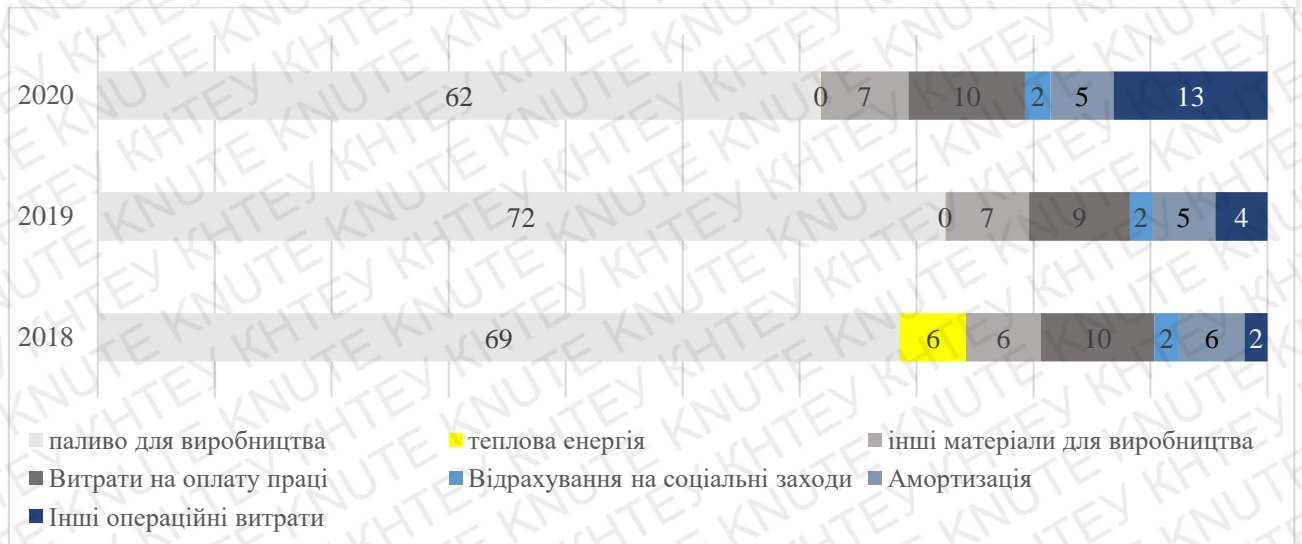 2020 62 0 7 10 2 5 13
2019 72 0 7 9 2 5 4
2018 69 6 6 10 2 6 2
паливо для виробництва теплова енергія інші матеріали для виробництва
Витрати на оплату праці Відрахування на соціальні заходи Амортизація
Інші операційні витрати
KNUTE КНТЕУ